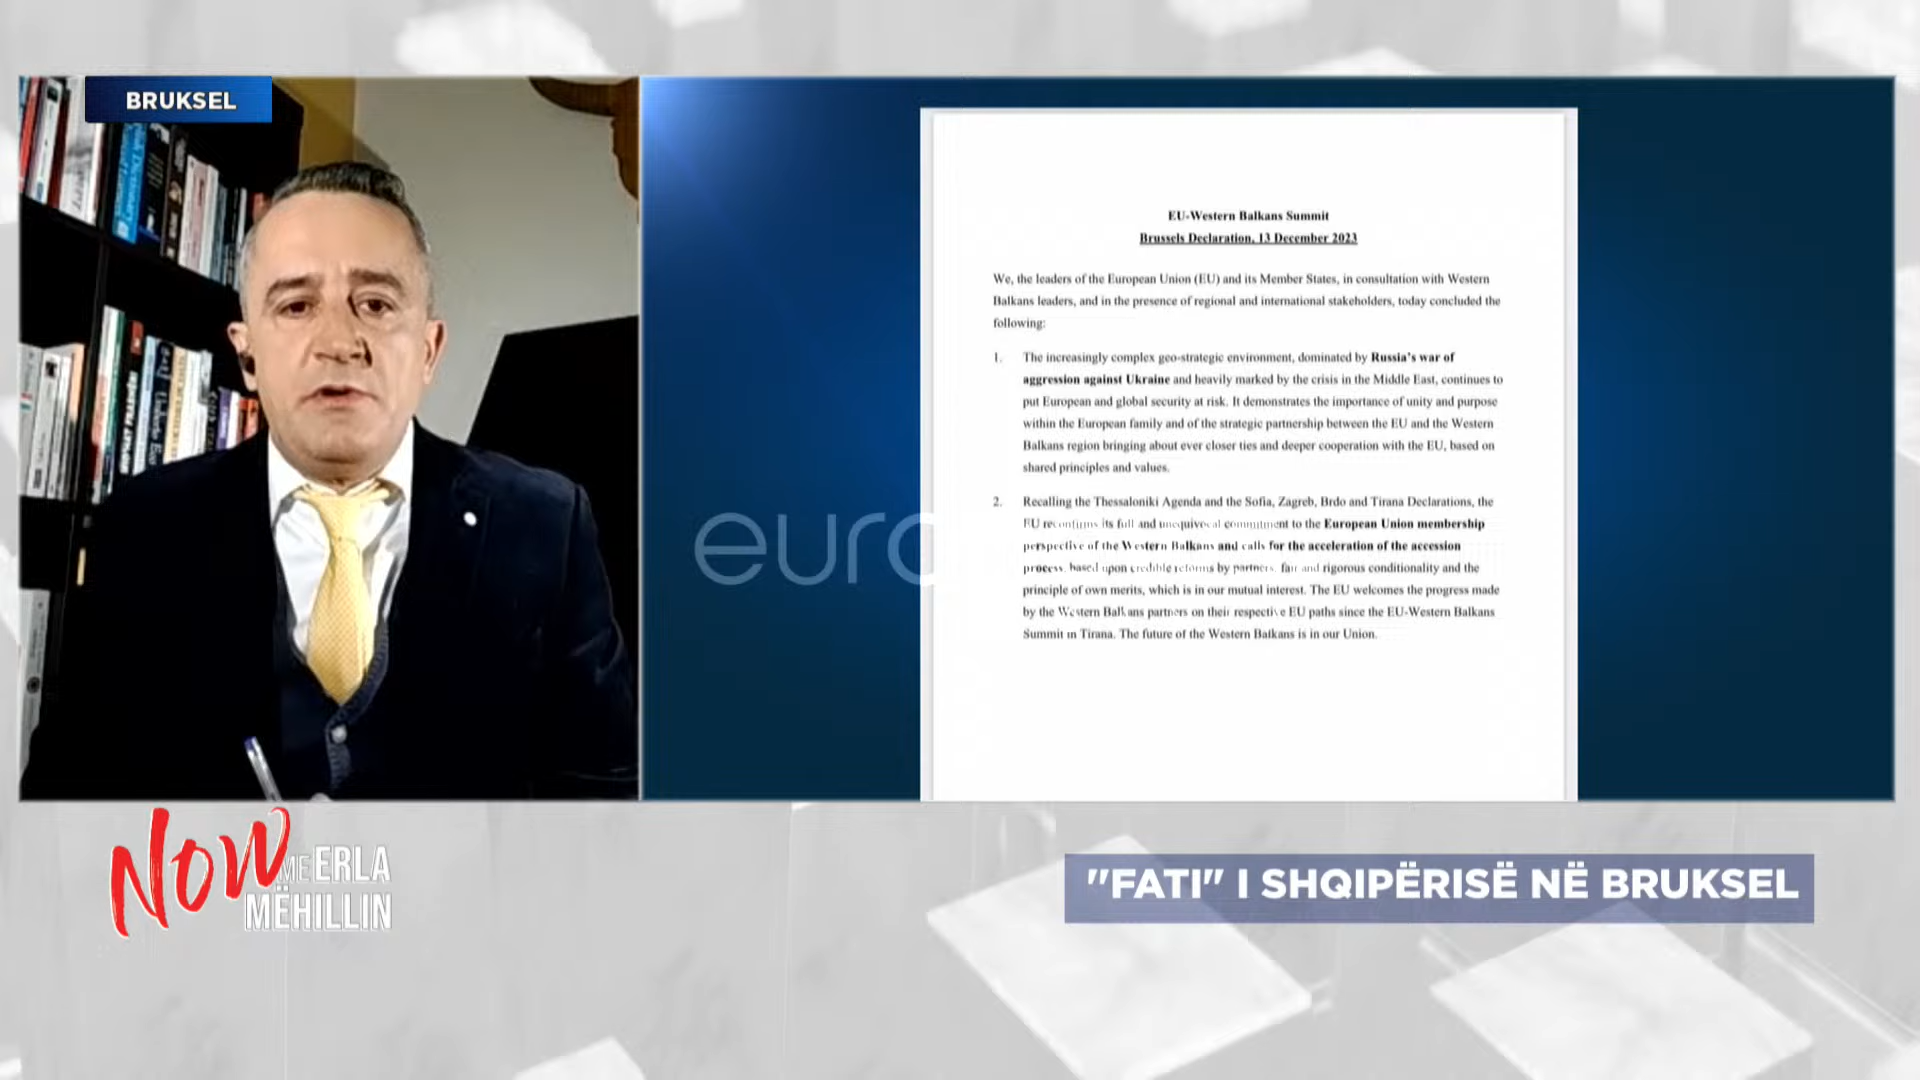 BRUKSEL
EU-Western Balkans Summit
Brussels Declaration, 13 December 2023
We, the leaders of the European Union (EU) and its Member States, in consultation with Western
Balkans leaders, and in the presence of regional and international stakeholders, today concluded the
following:
1. The increasingly complex geo-strategic environment, dominated by Russia's war of
aggression against Ukraine and heavily marked by the crisis in the Middle East, continues to
put European and global security at risk. It demonstrates the importance of unity and purpose
within the European family and of the strategic partnership between the EU and the Western
Balkans region bringing about ever closer ties and deeper cooperation with the EU, based on
shared principles and values.
2. Recalling the Thessaloniki Agenda and the Sofia, Zagreb, Brdo and Tirana Declarations, the
EU reconfirms its full and unequivocal commitment to the European Union membership
perspective of the Western Balkans and calls for the acceleration of the accession
process, based upon credible reforms by partners, fair and rigorous conditionality and the
principle of own merits, which is in our mutual interest. The EU welcomes the progress made
by the Western Balkans partners on their respective EU paths since the EU-Western Balkans
Summit in Tirana. The future of the Western Balkans is in our Union.
euro
Now ME ERLA
MËHILLIN
"FATI" I SHQIPËRISË NË BRUKSEL